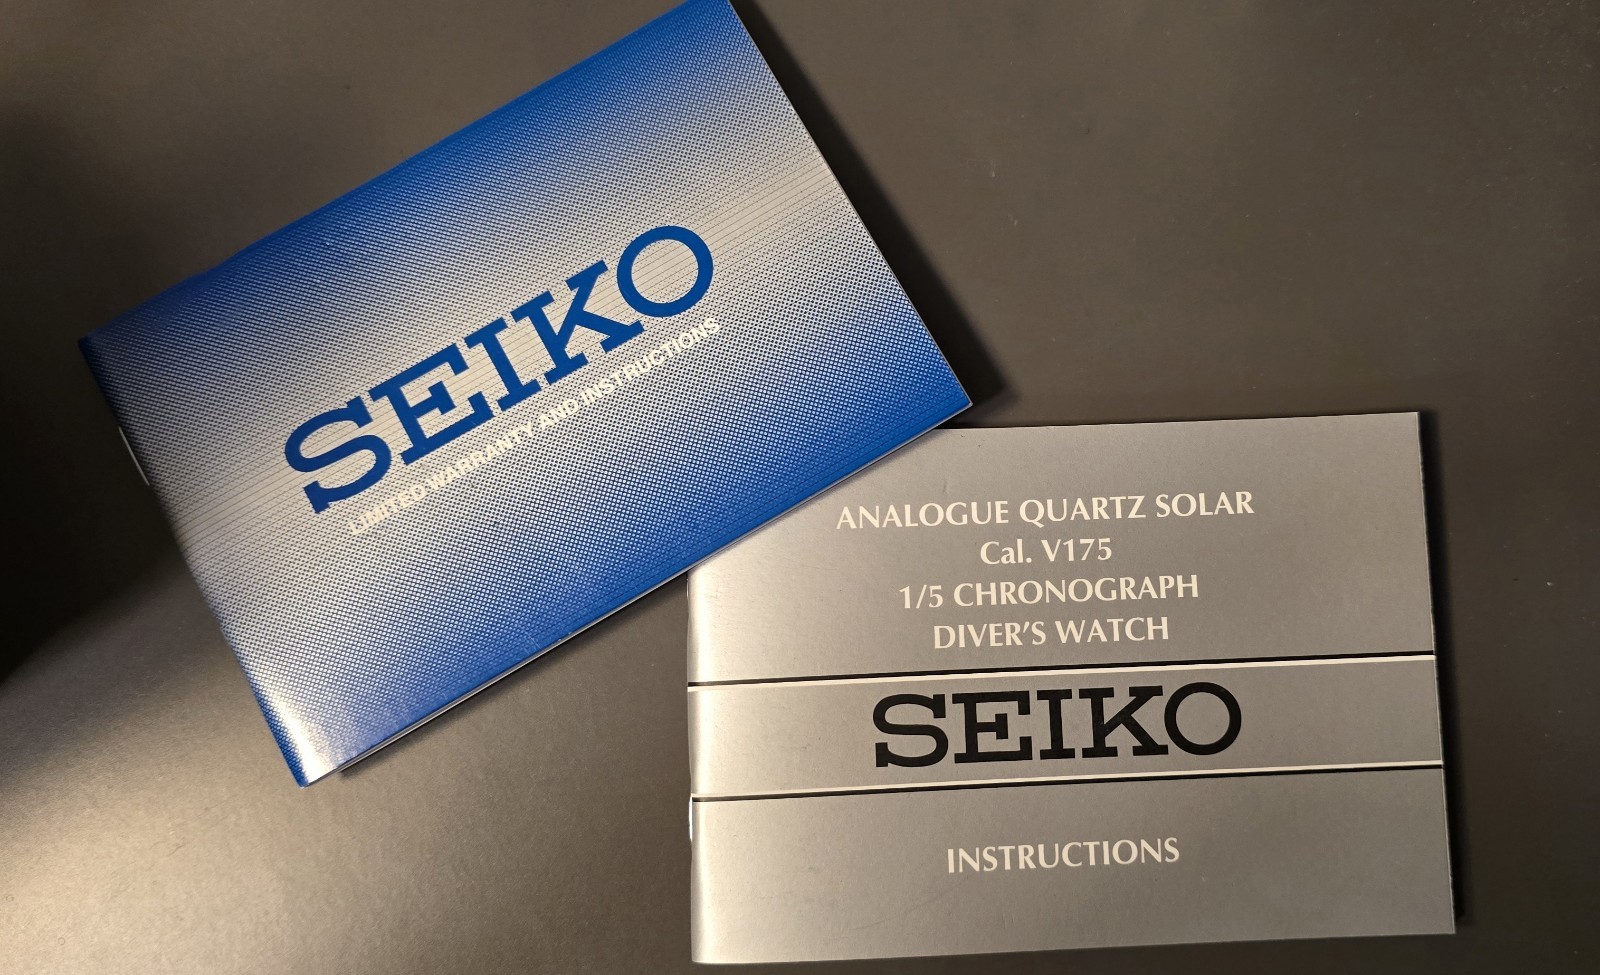 SEIKO
LIMITED WARRANTY AND INSTRUCTIONS
ANALOGUE QUARTZ SOLAR
Cal. V175
1/5 CHRONOGRAPH
DIVER'S WATCH
SEIKO
INSTRUCTIONS